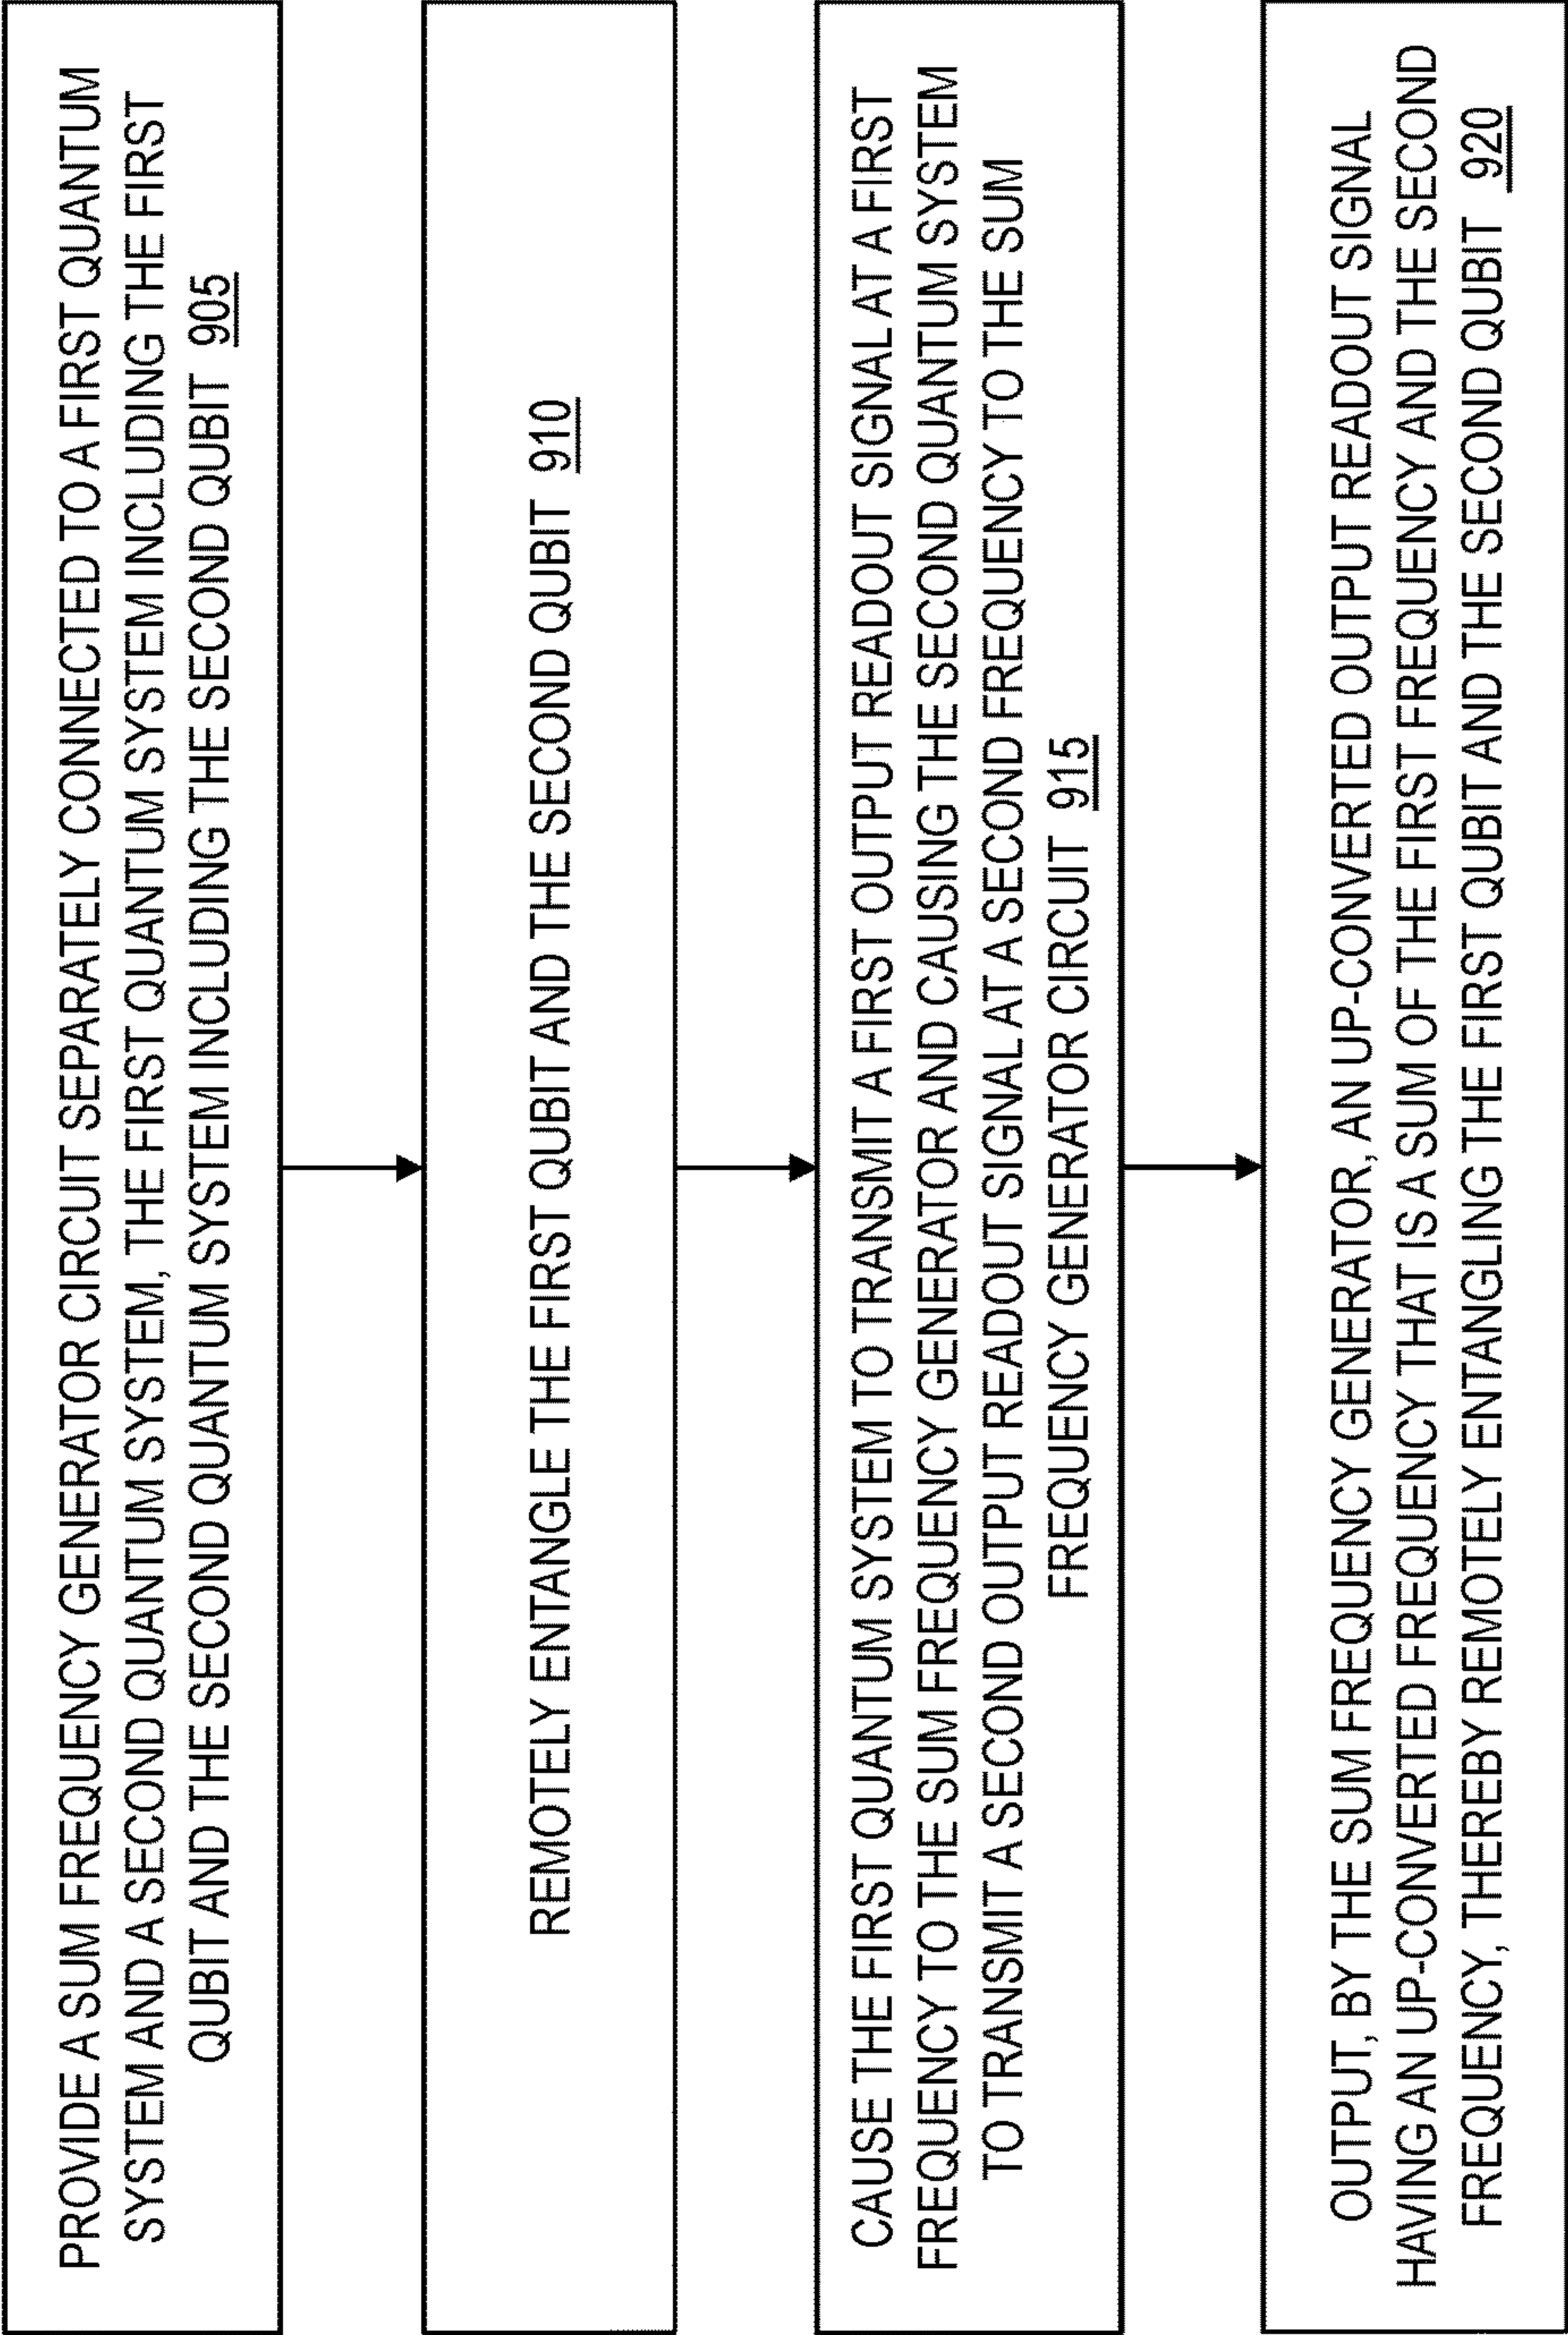 PROVIDE A SUM FREQUENCY GENERATOR CIRCUIT SEPARATELY CONNECTED TO A FIRST QUANTUM
SYSTEM AND A SECOND QUANTUM SYSTEM, THE FIRST QUANTUM SYSTEM INCLUDING THE FIRST
QUBIT AND THE SECOND QUANTUM SYSTEM INCLUDING THE SECOND QUBIT 905
REMOTELY ENTANGLE THE FIRST QUBIT AND THE SECOND QUBIT 910
CAUSE THE FIRST QUANTUM SYSTEM TO TRANSMIT A FIRST OUTPUT READOUT SIGNAL AT A FIRST
FREQUENCY TO THE SUM FREQUENCY GENERATOR AND CAUSING THE SECOND QUANTUM SYSTEM
TO TRANSMIT A SECOND OUTPUT READOUT SIGNAL AT A SECOND FREQUENCY TO THE SUM
FREQUENCY GENERATOR CIRCUIT 915
OUTPUT, BY THE SUM FREQUENCY GENERATOR, AN UP-CONVERTED OUTPUT READOUT SIGNAL
HAVING AN UP-CONVERTED FREQUENCY THAT IS A SUM OF THE FIRST FREQUENCY AND THE SECOND
FREQUENCY, THEREBY REMOTELY ENTANGLING THE FIRST QUBIT AND THE SECOND QUBIT 920